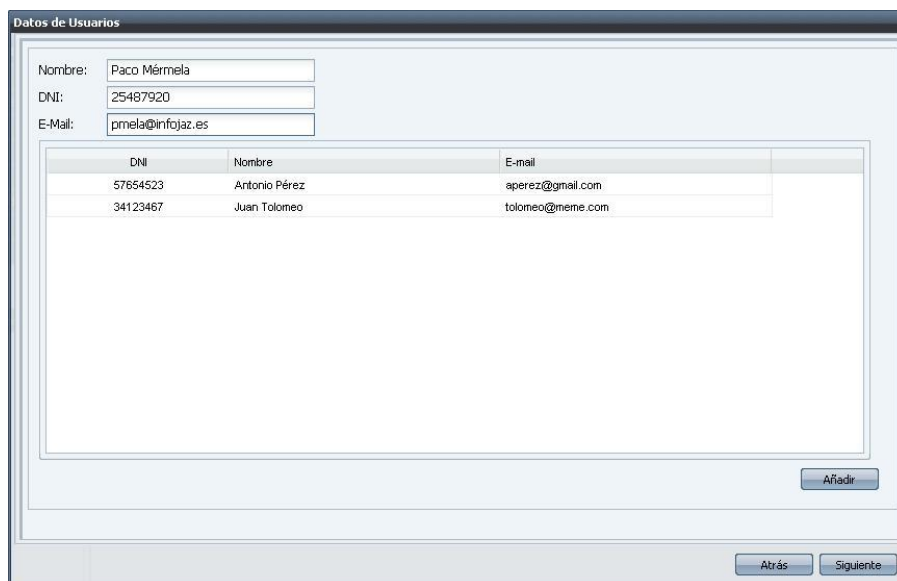 Datos de Usuarios
Nombre: Paco Mérmela
DNI: 25487920
E-Mail: pmela@infojaz.es
DNI Nombre E-mail
57654523 Antonio Pérez aperez@gmail.com
34123467 Juan Tolomeo tolomeo@meme.com
Añadir
Atrás Siguiente